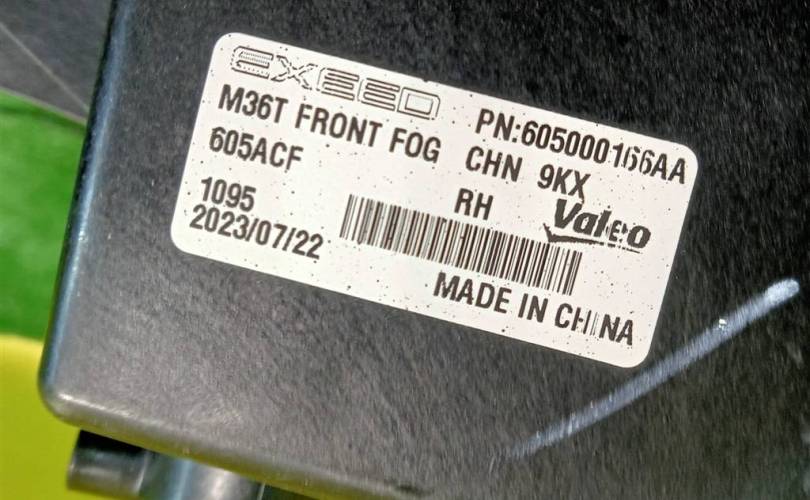 EXEED
M36T FRONT FOG PN:605000166AA
605ACF CHN 9KX
1095 RH Valeo
2023/07/22
MADE IN CHINA